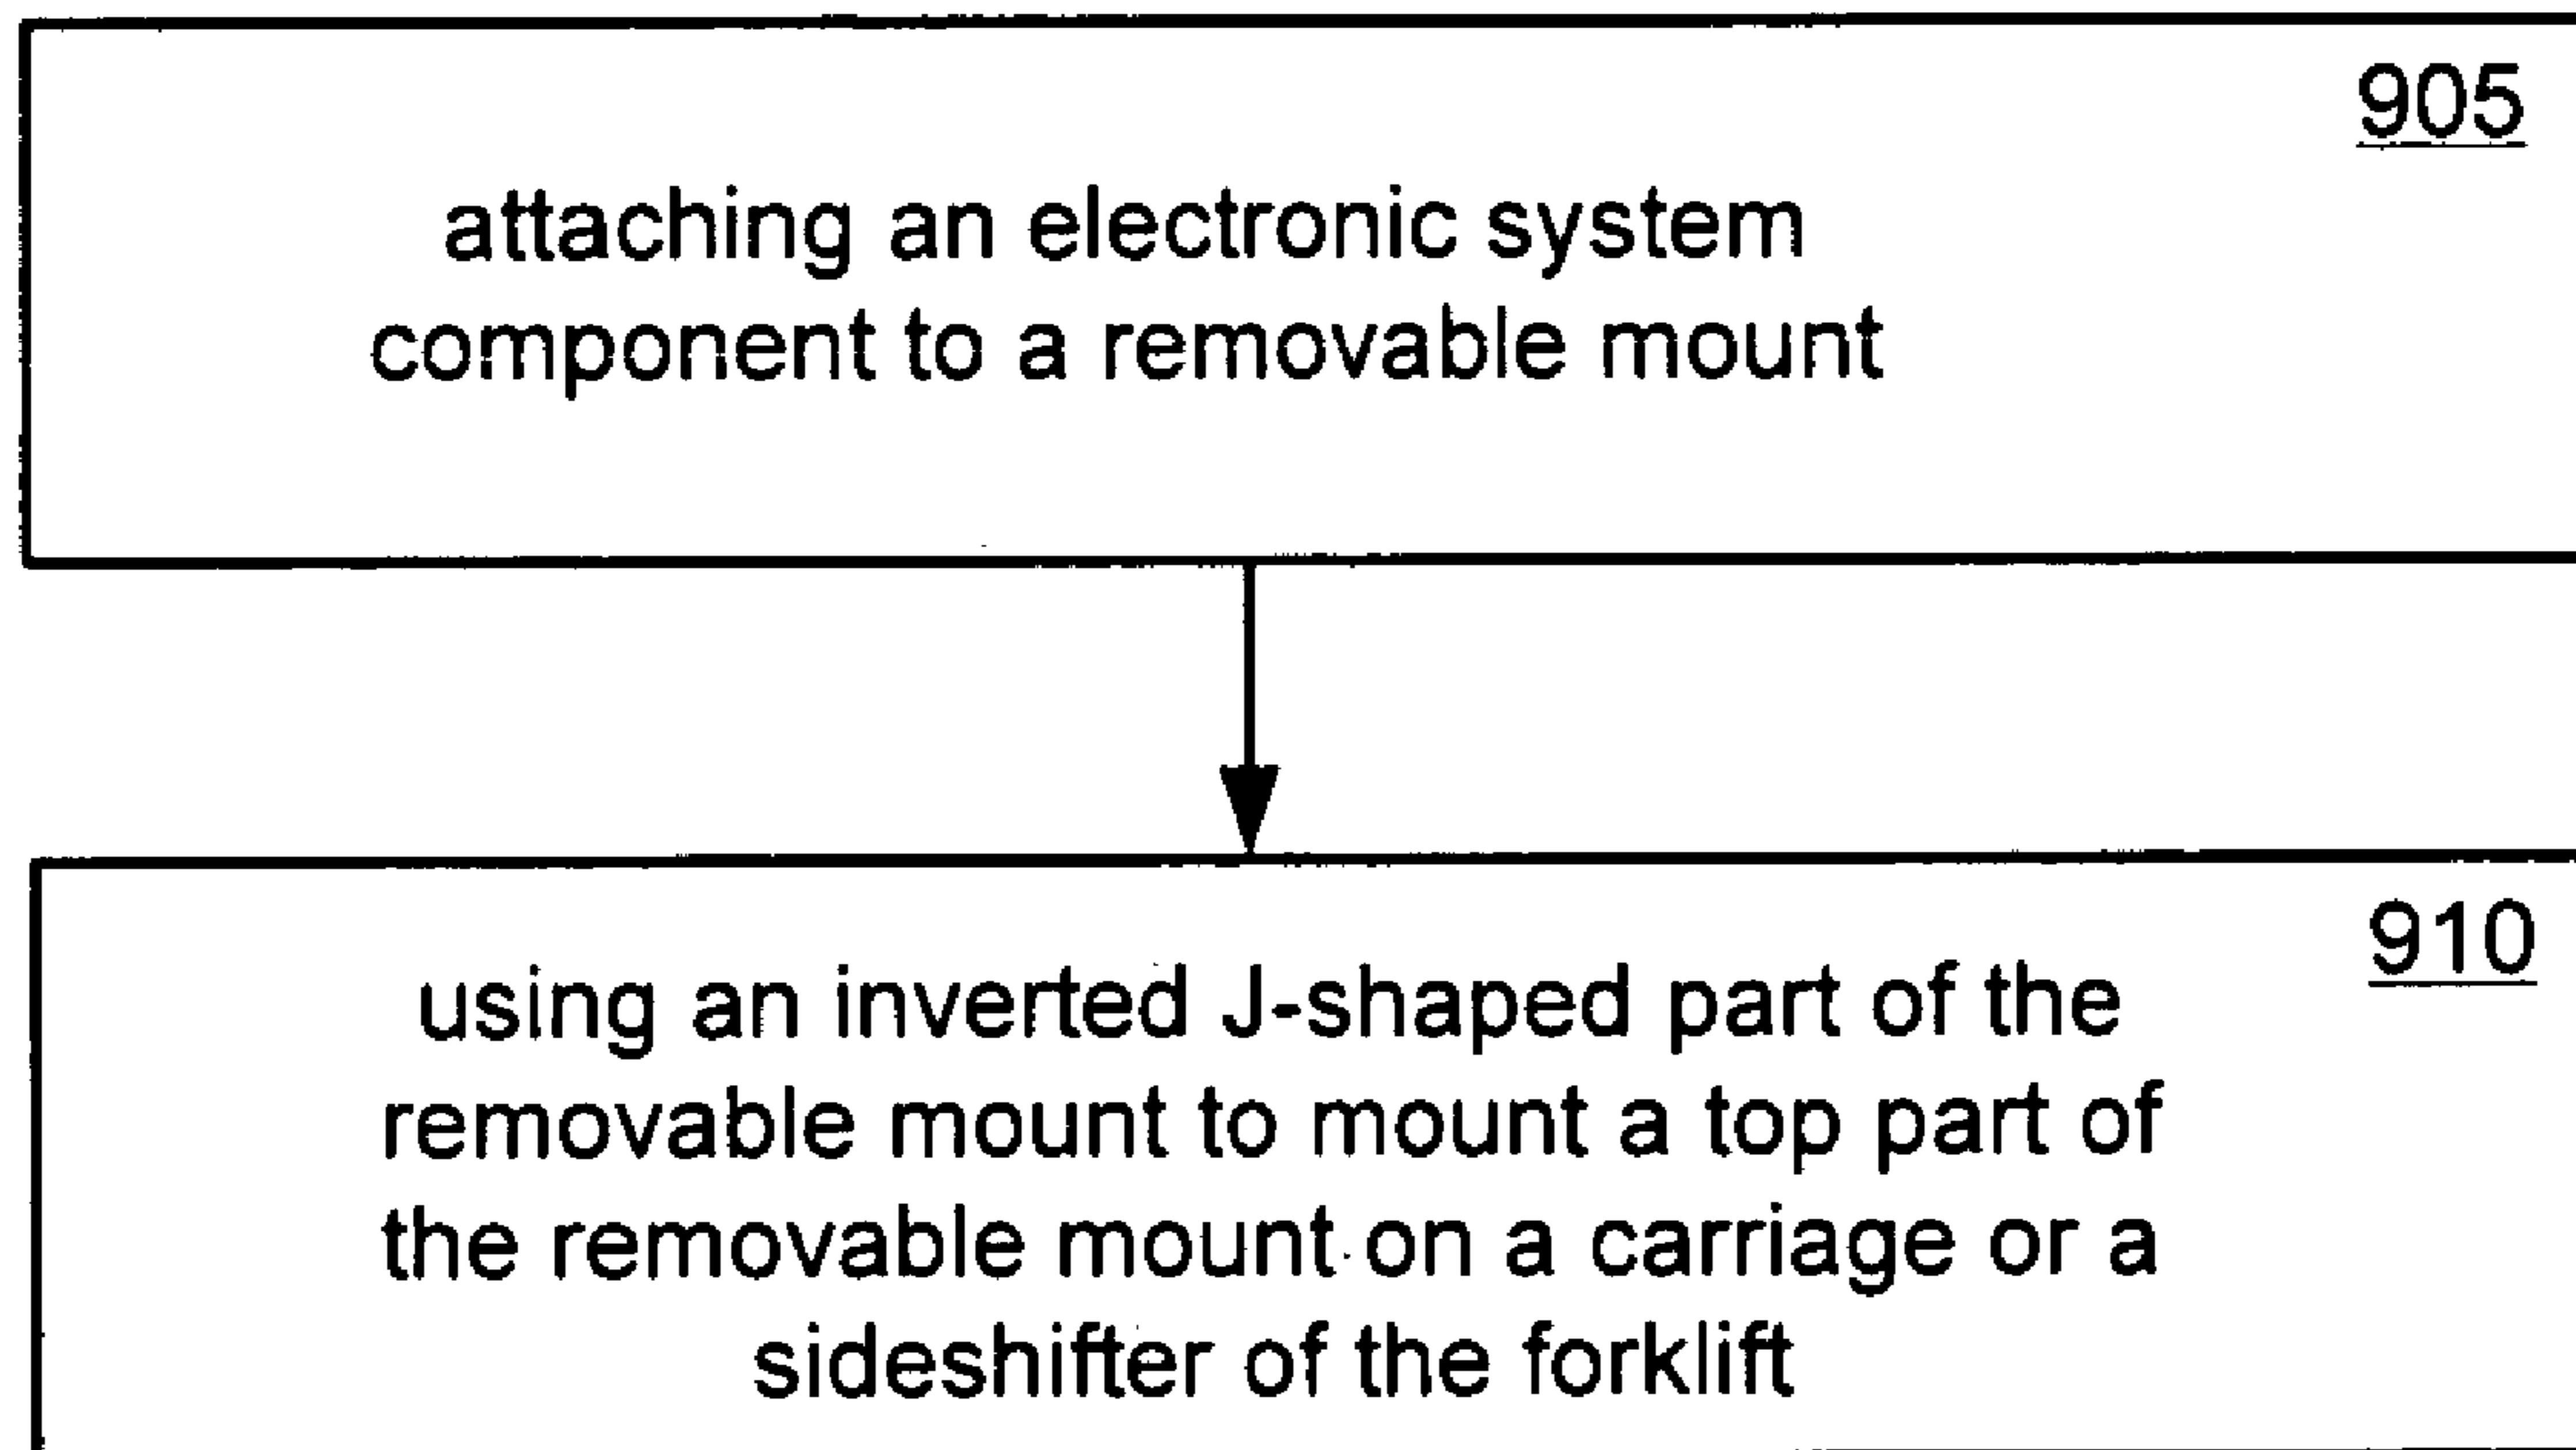 905
attaching an electronic system
component to a removable mount
910
using an inverted J-shaped part of the
removable mount to mount a top part of
the removable mount on a carriage or a
sideshifter of the forklift